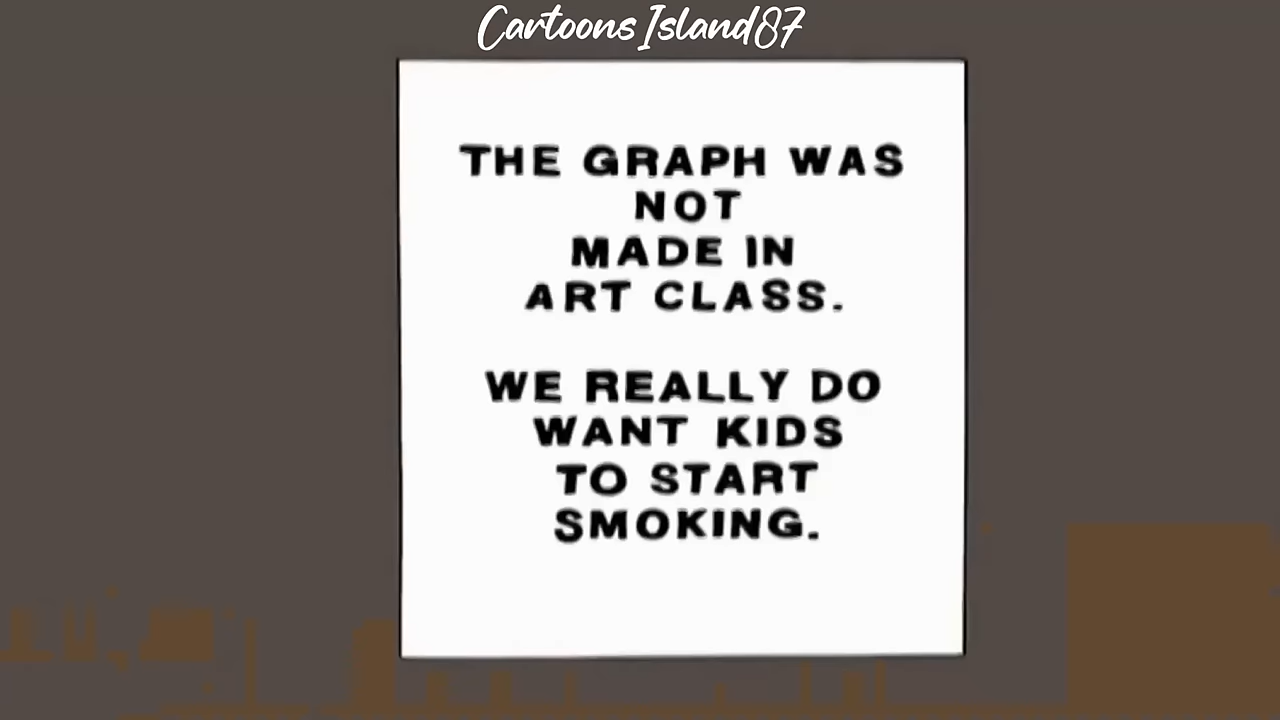 Cartoons Island87
THE GRAPH WAS
NOT
MADE IN
ART CLASS.
WE REALLY DO
WANT KIDS
TO START
SMOKING.